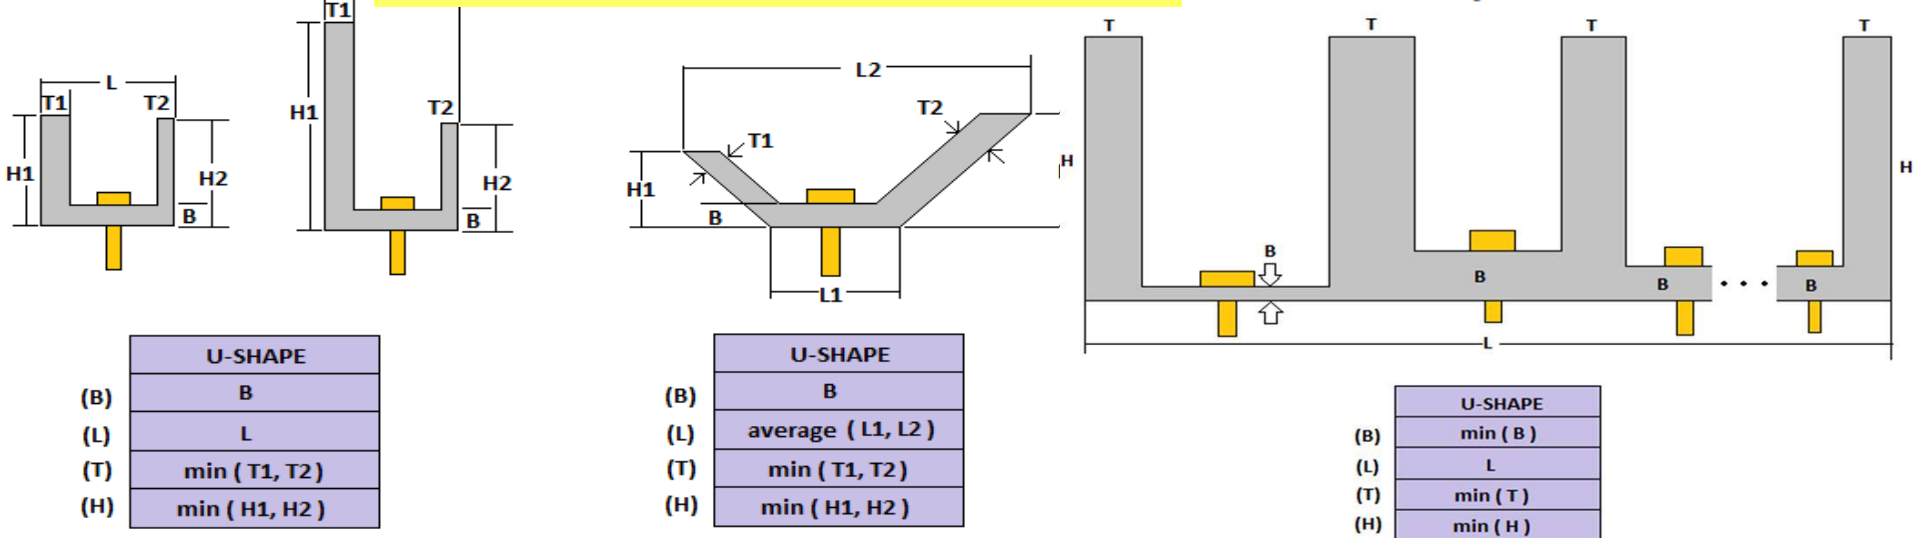 T1
L
T1
T2
H1
H2
B
H1
T2
H2
B
L2
T2
T1
H1
B
L1
T
T
T
T
H
H
B
B
B
B
. . .
L
U-SHAPE
(B) B
(L) L
(T) min ( T1, T2 )
(H) min ( H1, H2 )
U-SHAPE
(B) B
(L) average ( L1, L2 )
(T) min ( T1, T2 )
(H) min ( H1, H2 )
U-SHAPE
(B) min ( B )
(L) L
(T) min ( T )
(H) min ( H )